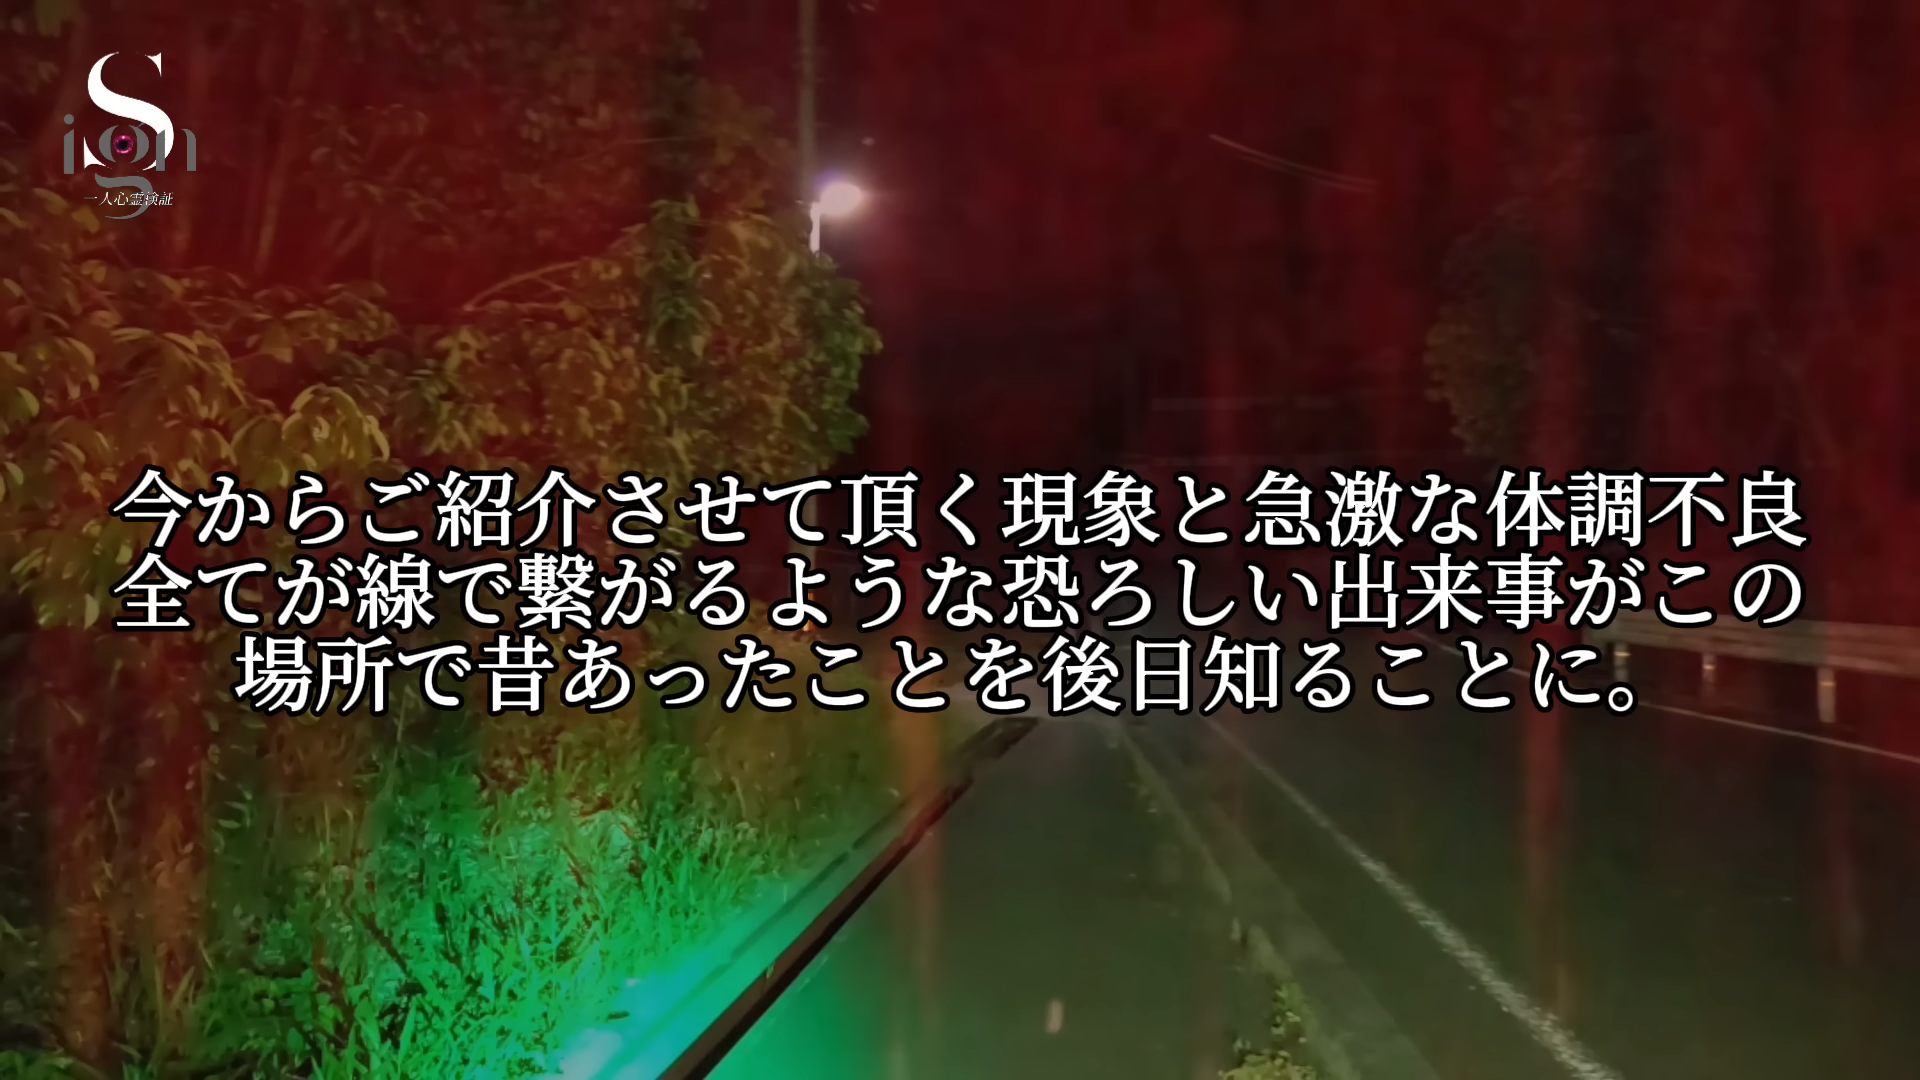 Sign
一人心霊検証
今からご紹介させて頂く現象と急激な体調不良
全てが線で繋がるような恐ろしい出来事がこの
場所で昔あったことを後日知ることに。